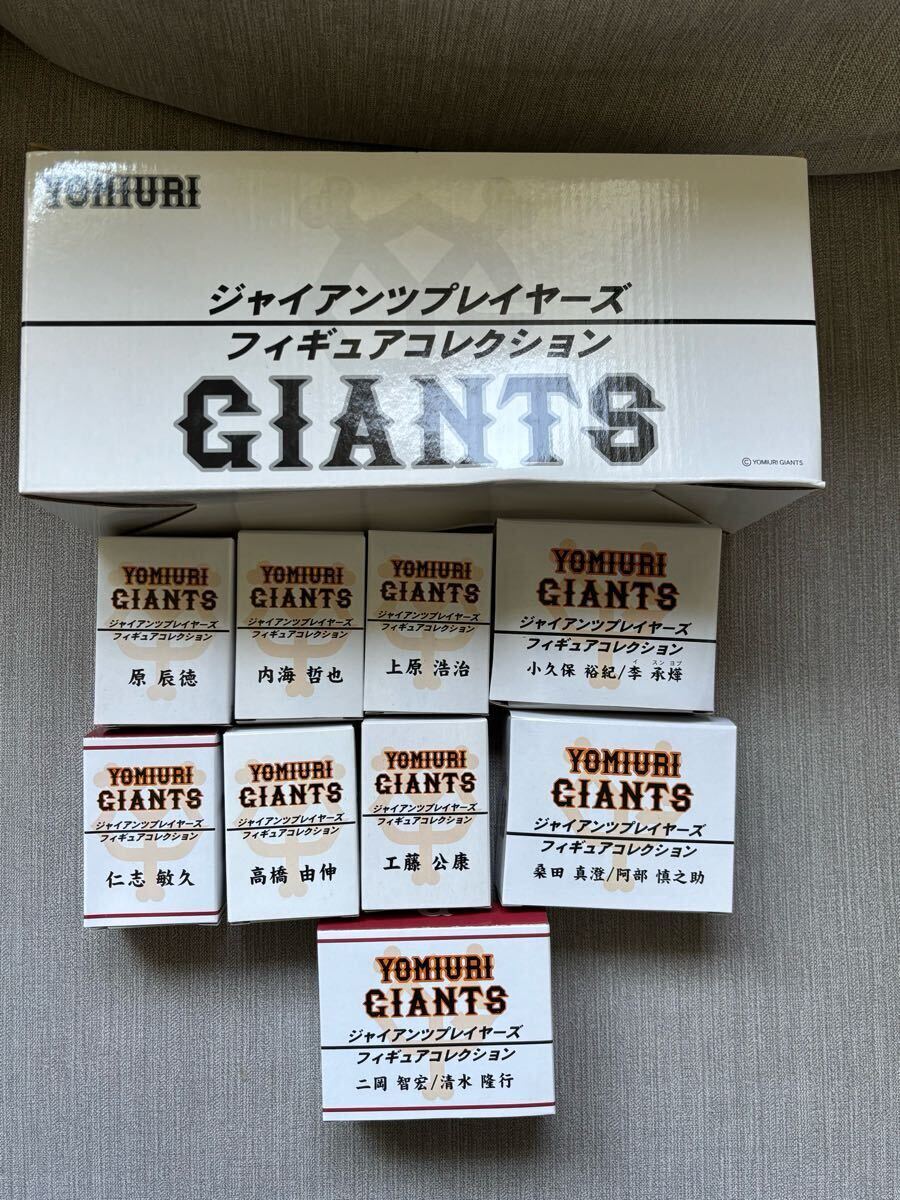 YOMIURI
ジャイアンツプレイヤーズ
フィギュアコレクション
GIANTS
© YOMIURI GIANTS
YOMIURI
GIANTS
ジャイアンツプレイヤーズ
フィギュアコレクション
原 辰徳
YOMIURI
GIANTS
ジャイアンツプレイヤーズ
フィギュアコレクション
内海 哲也
YOMIURI
GIANTS
ジャイアンツプレイヤーズ
フィギュアコレクション
上原 浩治
YOMIURI
GIANTS
ジャイアンツプレイヤーズ
フィギュアコレクション
イ スン ヨプ
小久保 裕紀/李 承燁
YOMIURI
GIANTS
ジャイアンツプレイヤーズ
フィギュアコレクション
仁志 敏久
YOMIURI
GIANTS
ジャイアンツプレイヤーズ
フィギュアコレクション
高橋 由伸
YOMIURI
GIANTS
ジャイアンツプレイヤーズ
フィギュアコレクション
工藤 公康
YOMIURI
GIANTS
ジャイアンツプレイヤーズ
フィギュアコレクション
桑田 真澄/阿部 慎之助
YOMIURI
GIANTS
ジャイアンツプレイヤーズ
フィギュアコレクション
二岡 智宏/清水 隆行